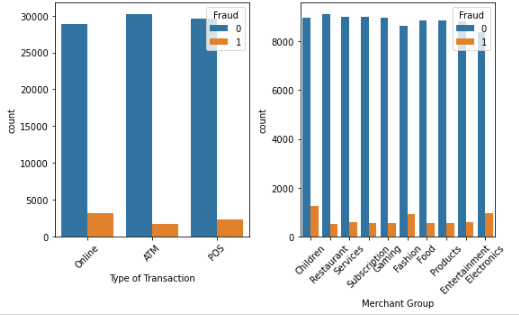 30000
25000
20000
15000
10000
5000
0
count
Fraud
0
1
Online
ATM
POS
Type of Transaction
8000
6000
4000
2000
0
count
Fraud
0
1
Children
Restaurant
Services
Subscription
Gaming
Fashion
Food
Products
Entertainment
Electronics
Merchant Group